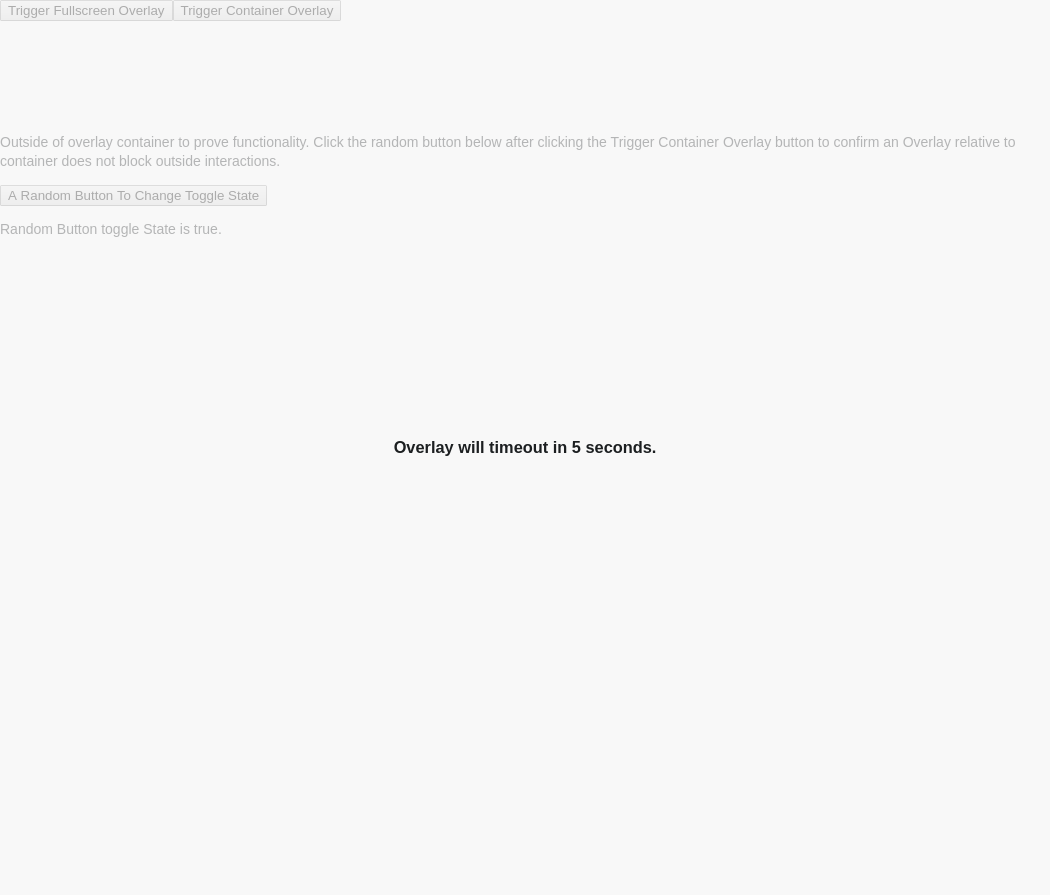 Trigger Fullscreen Overlay Trigger Container Overlay
Outside of overlay container to prove functionality. Click the random button below after clicking the Trigger Container Overlay button to confirm an Overlay relative to
container does not block outside interactions.
A Random Button To Change Toggle State
Random Button toggle State is true.
Overlay will timeout in 5 seconds.